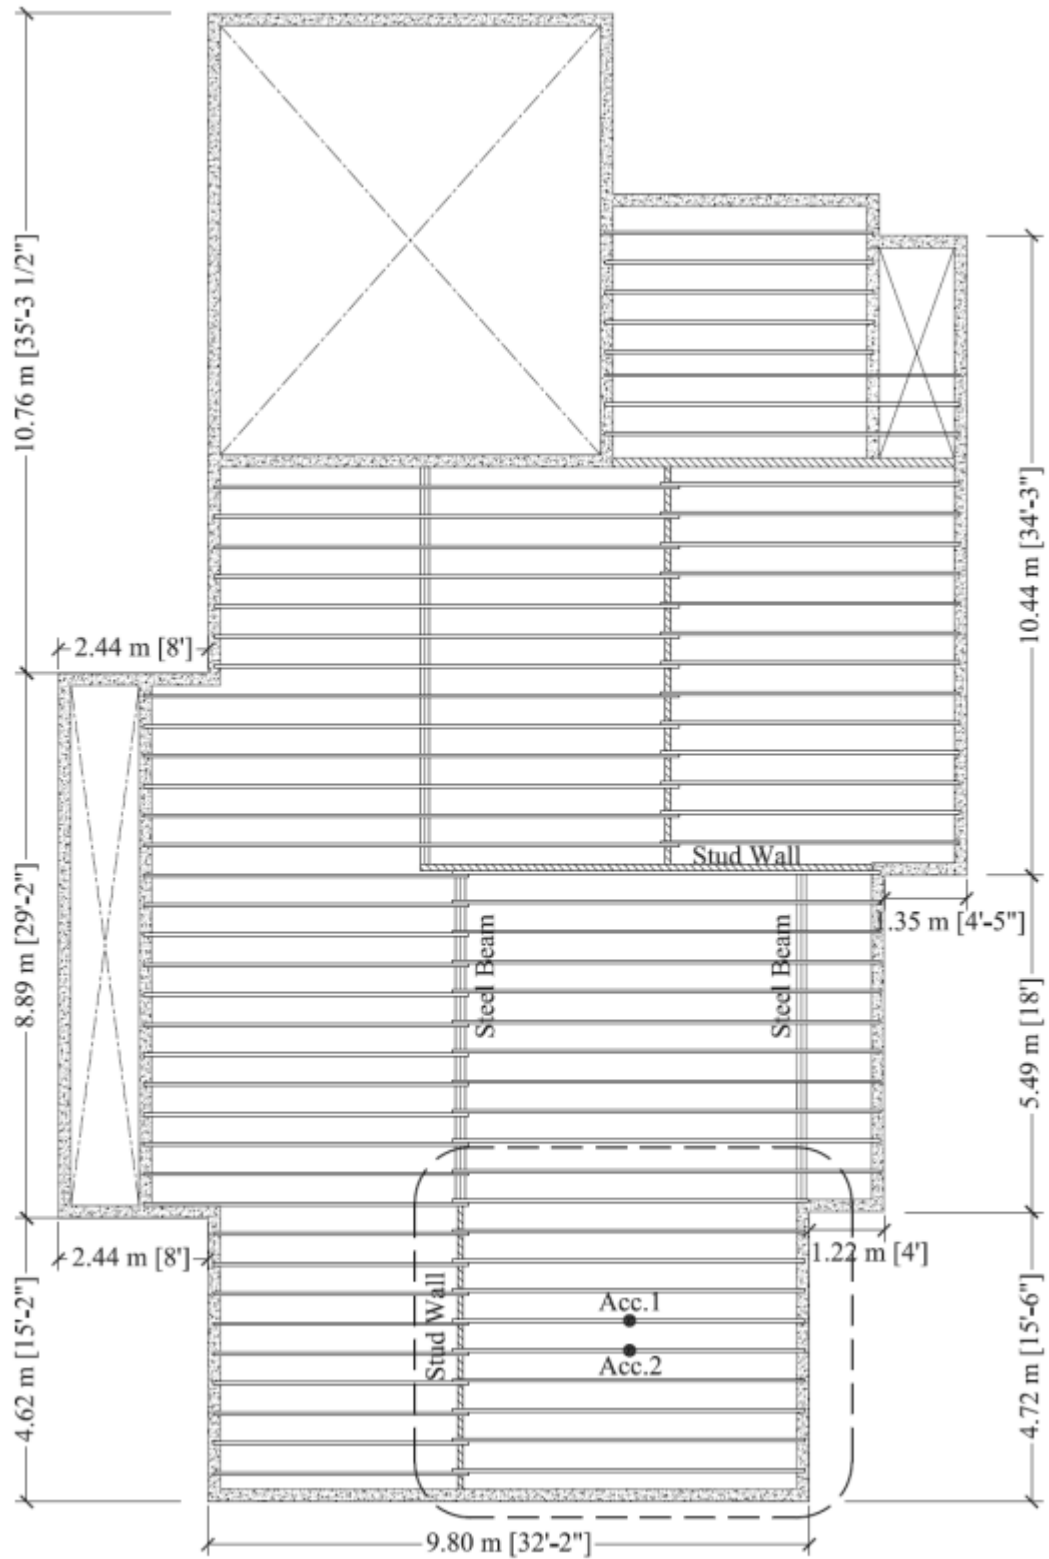 10.76 m [35'-3 1/2"]
2.44 m [8']
10.44 m [34'-3"]
Stud Wall
8.89 m [29'-2"]
Steel Beam
Steel Beam
.35 m [4'-5"]
5.49 m [18']
2.44 m [8']
1.22 m [4']
Stud Wall
Acc.1
Acc.2
4.62 m [15'-2"]
4.72 m [15'-6"]
9.80 m [32'-2"]